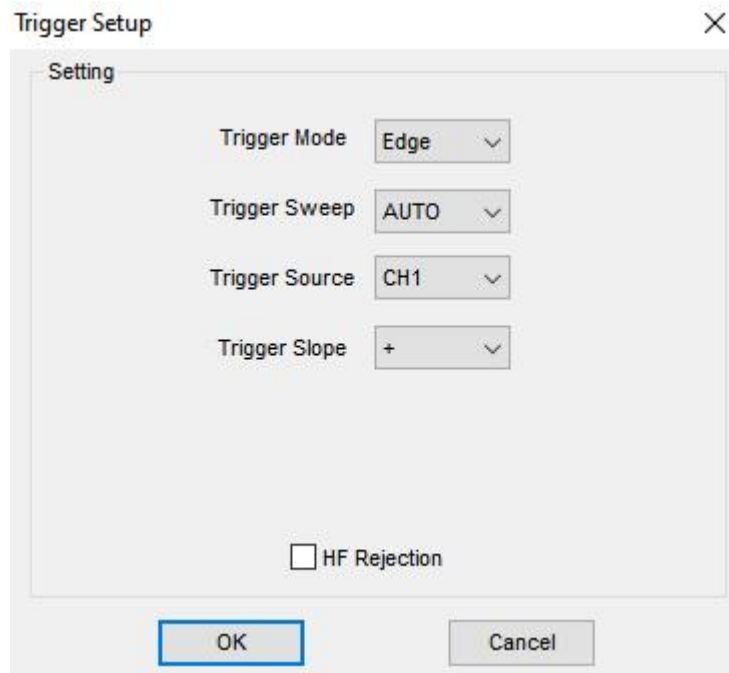 Trigger Setup
Setting
Trigger Mode Edge
Trigger Sweep AUTO
Trigger Source CH1
Trigger Slope +
HF Rejection
OK Cancel